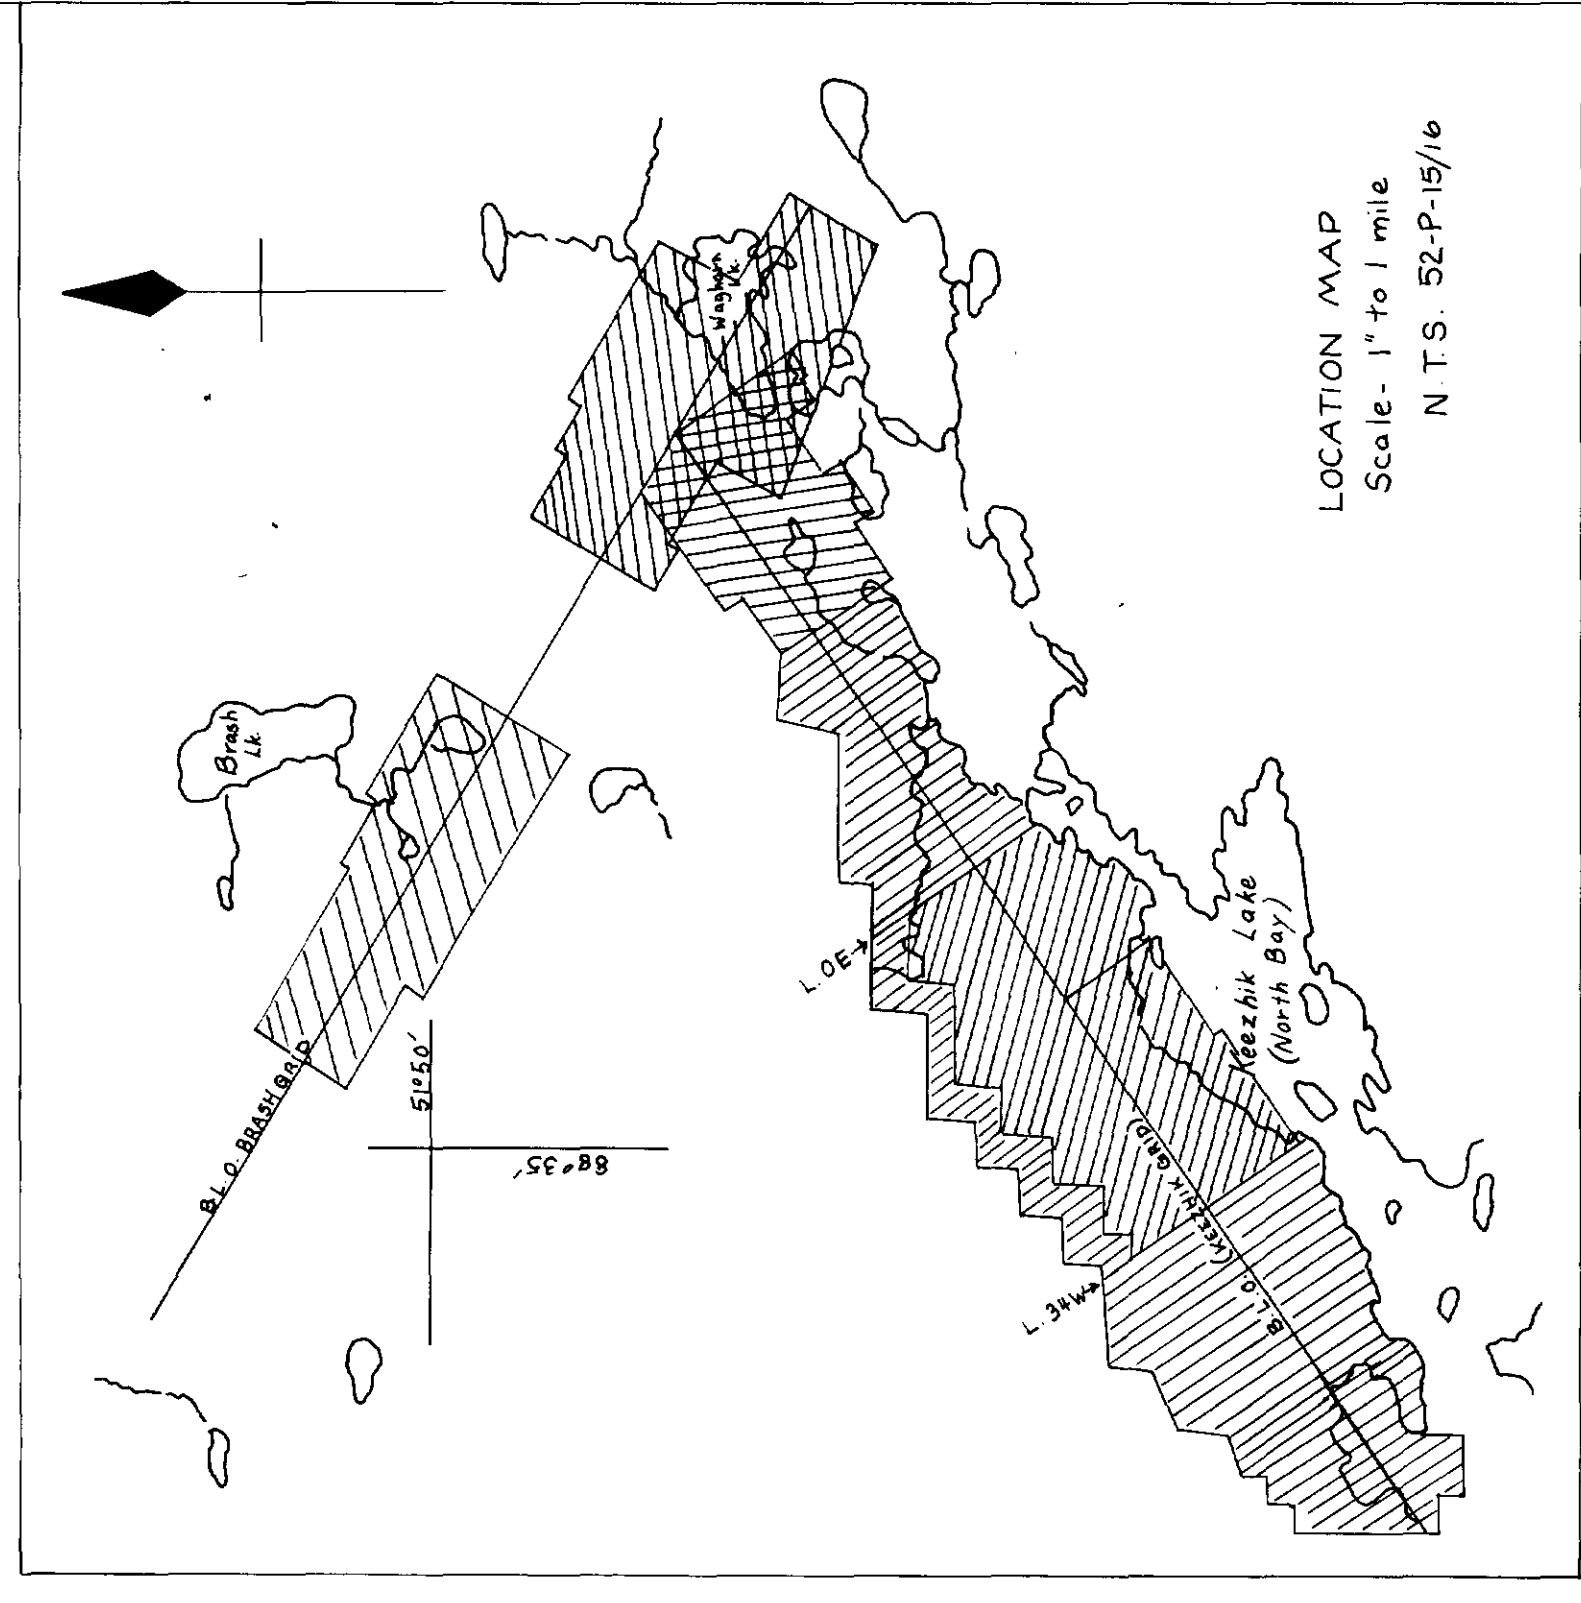 Brash
Lk.
Waghorn
Lk.
B.L.O. BRASH GRID
51°50'
88°35'
L.0E
L.34W
B.L.O. (KEEZHIK GRID)
Keezhik Lake
(North Bay)
LOCATION MAP
Scale - 1" to 1 mile
N.T.S. 52-P-15/16